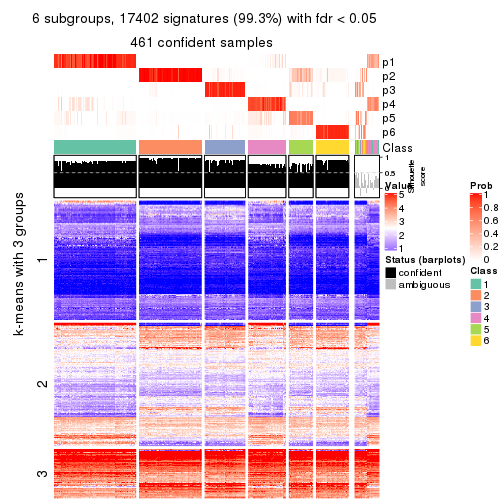 6 subgroups, 17402 signatures (99.3%) with fdr < 0.05
461 confident samples
p1
p2
p3
p4
p5
p6
Class
1
0.5
0
Silhouette
score
k-means with 3 groups
1
2
3
Value
5
4
3
2
1
Status (barplots)
confident
ambiguous
Prob
1
0.8
0.6
0.4
0.2
0
Class
1
2
3
4
5
6